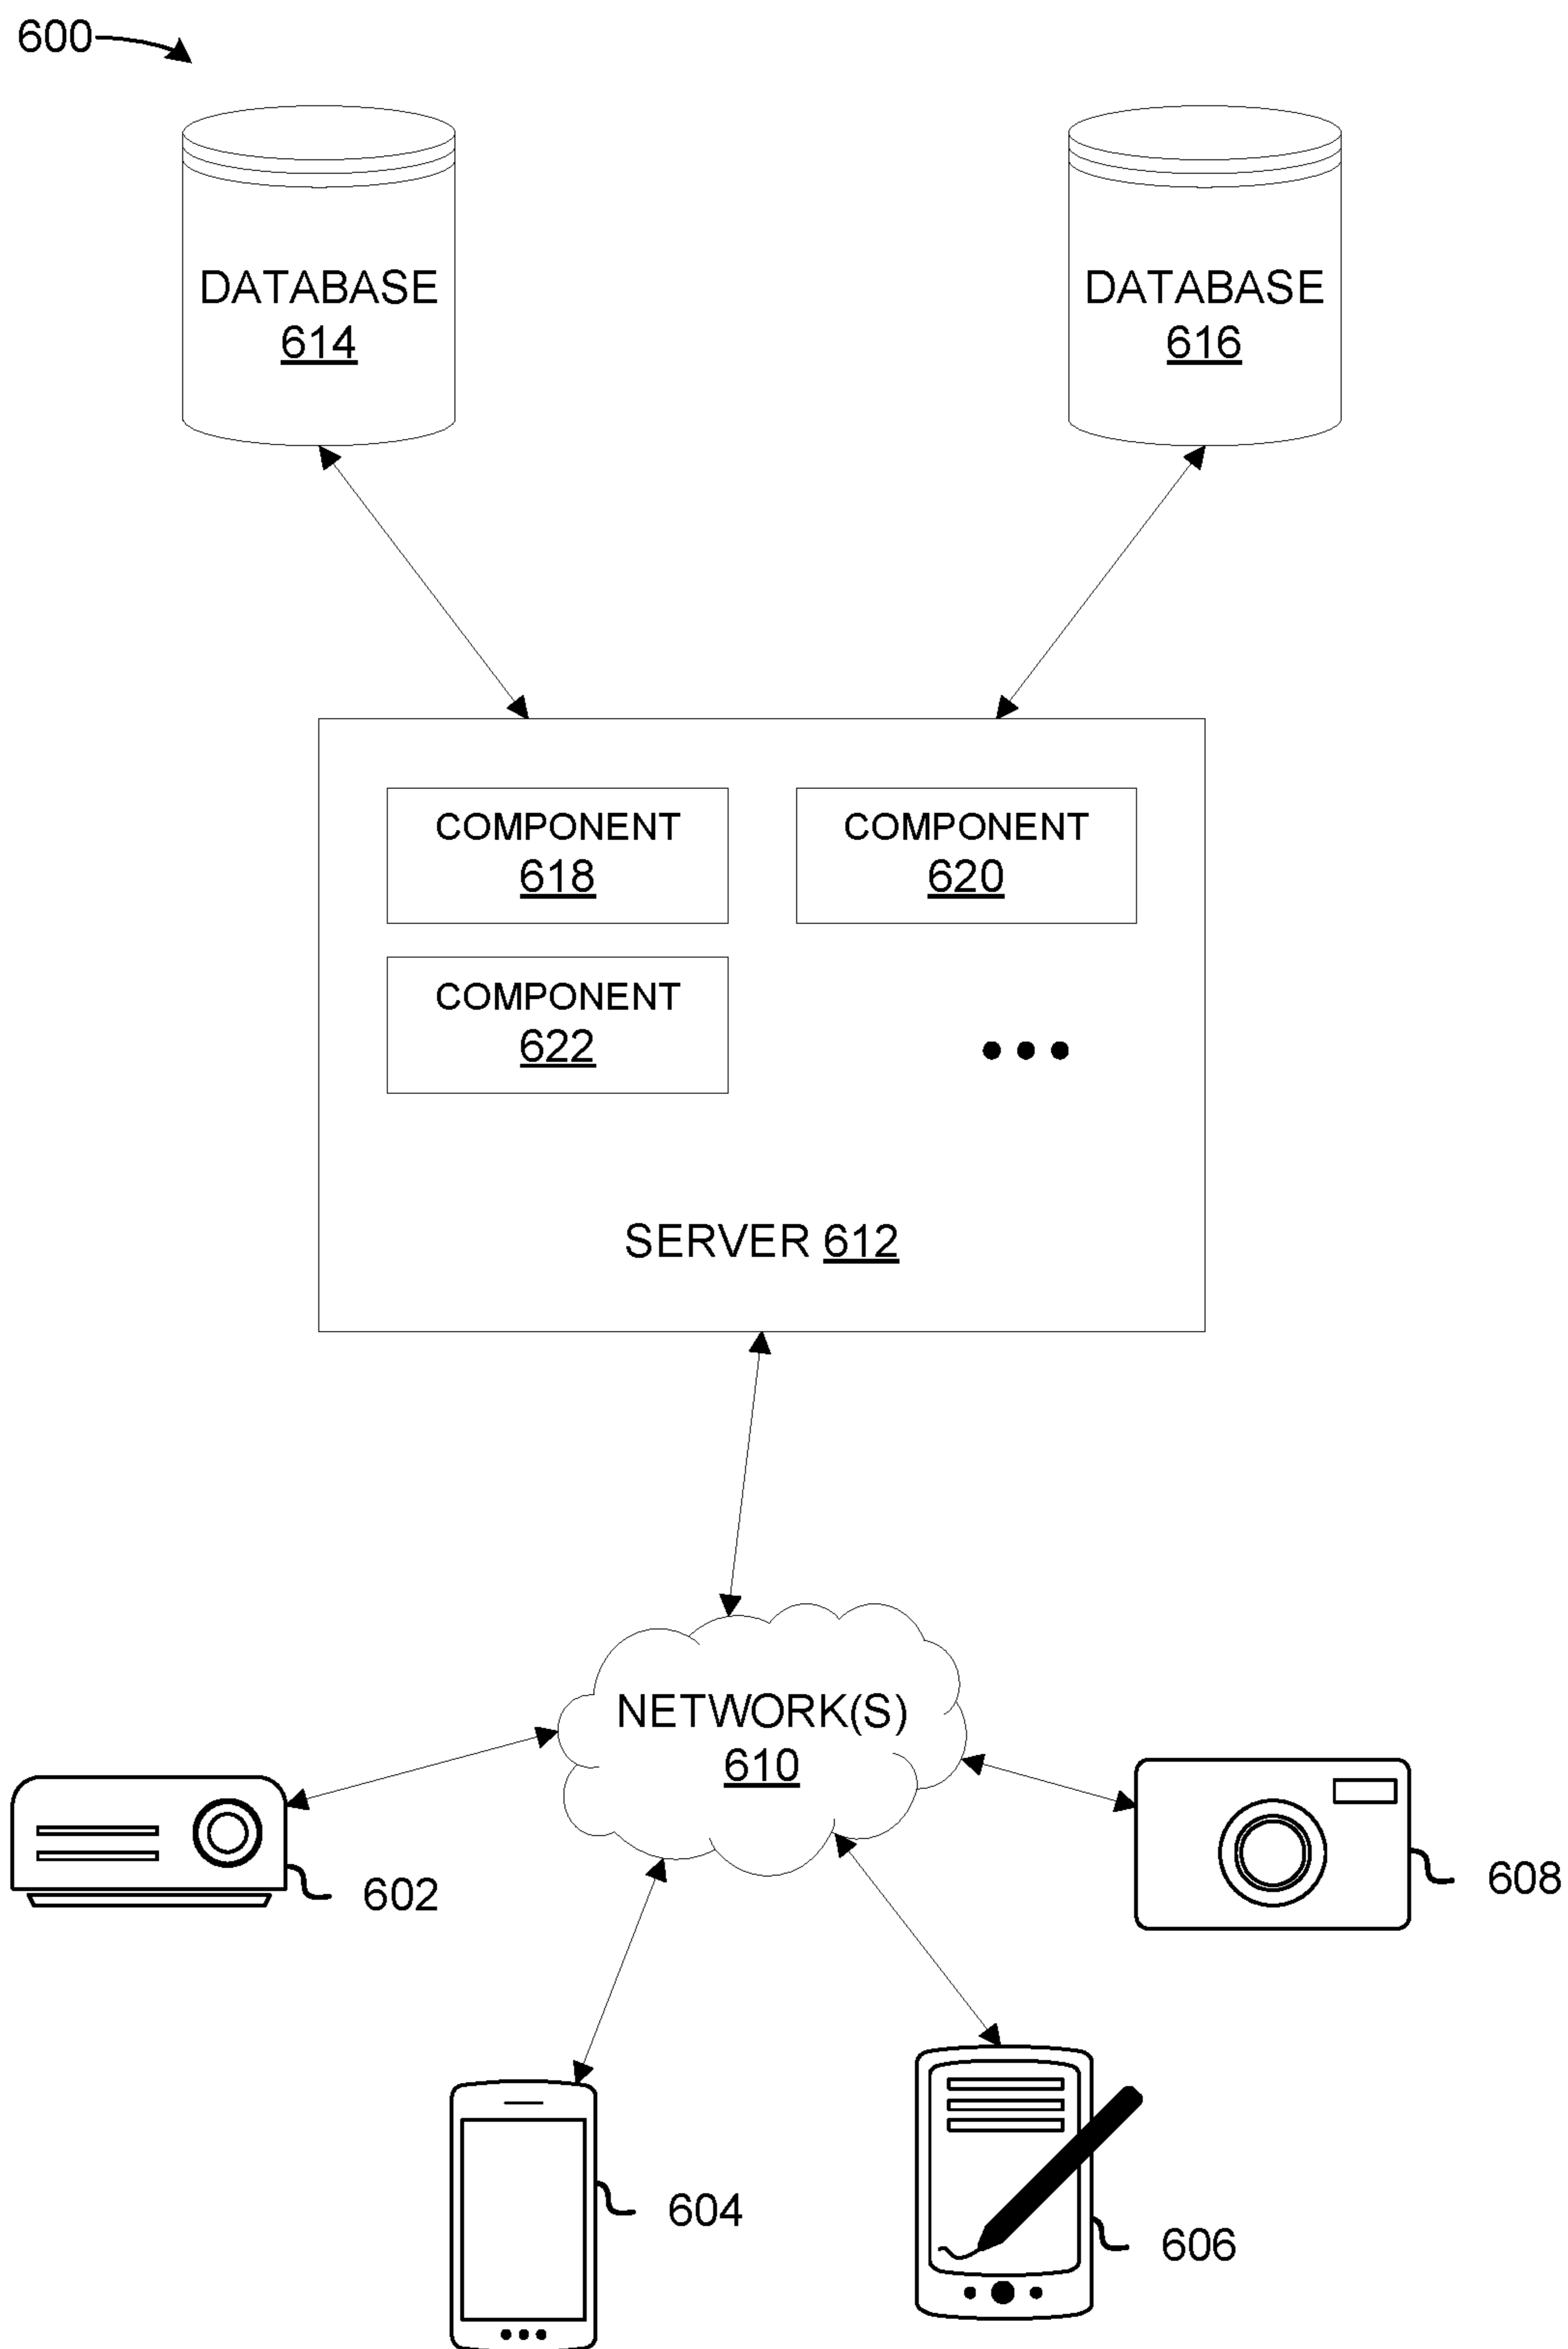 600
DATABASE
614
DATABASE
616
COMPONENT
618
COMPONENT
620
COMPONENT
622
SERVER 612
NETWORK(S)
610
602
608
604
606